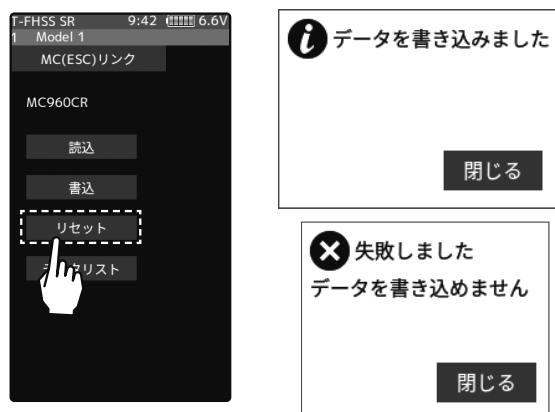 T-FHSS SR 9:42 6.6V
1 Model 1
MC(ESC)リンク
MC960CR
読込
書込
リセット
リスト
データを書き込みました
閉じる
失敗しました
データを書き込めません
閉じる